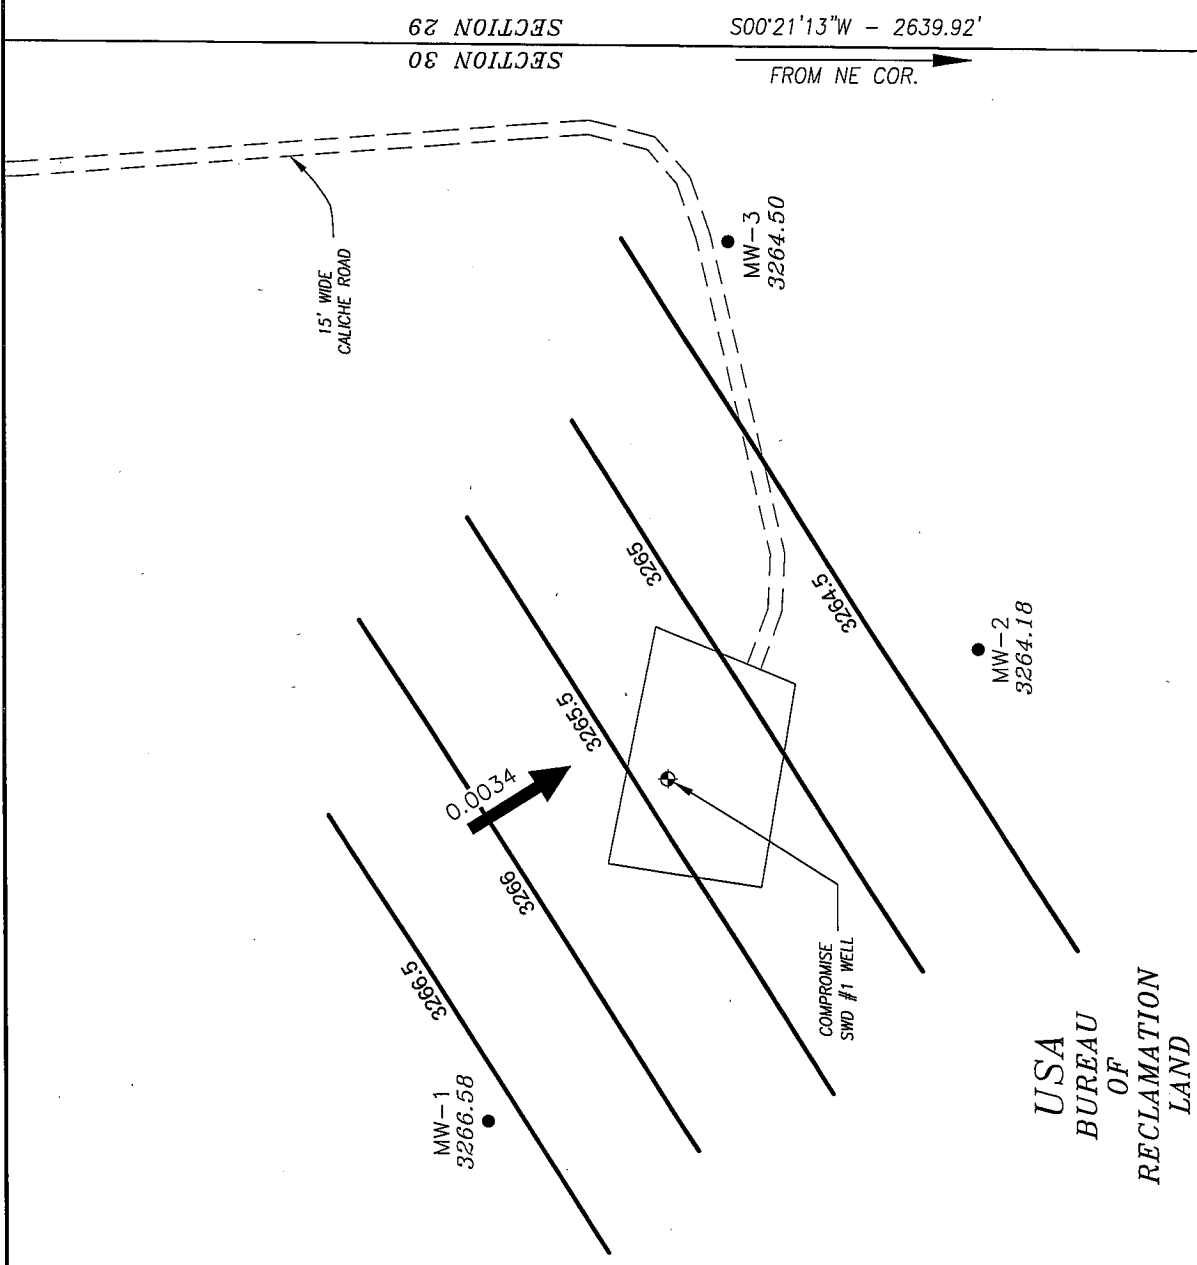 SECTION 29
SECTION 30
S00°21'13"W - 2639.92'
FROM NE COR.
15' WIDE
CALICHE ROAD
MW-3
3264.50
3265
3264.5
3265.5
MW-2
3264.18
0.0034
3266
3266.5
COMPROMISE
SWD #1 WELL
MW-1
3266.58
USA
BUREAU
OF
RECLAMATION
LAND